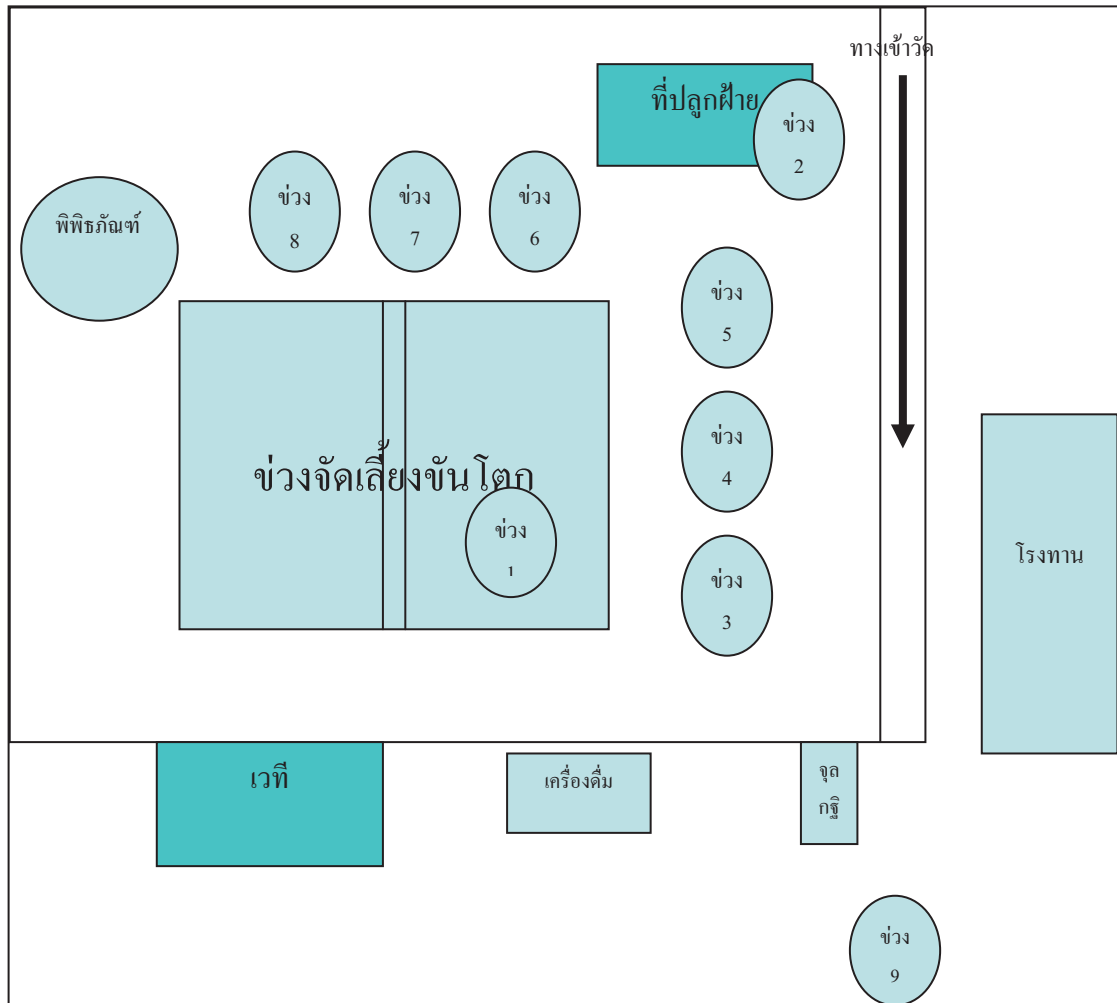 ทางเข้าวัด
ที่ปลูกฝ้าย
ข่วง
2
ข่วง
8
ข่วง
7
ข่วง
6
พิพิธภัณฑ์
ข่วง
5
ข่วงจัดเลี้ยงขันโตก
ข่วง
4
ข่วง
1
ข่วง
3
โรงทาน
เวที
เครื่องดื่ม
จุล
กฐิ
ข่วง
9